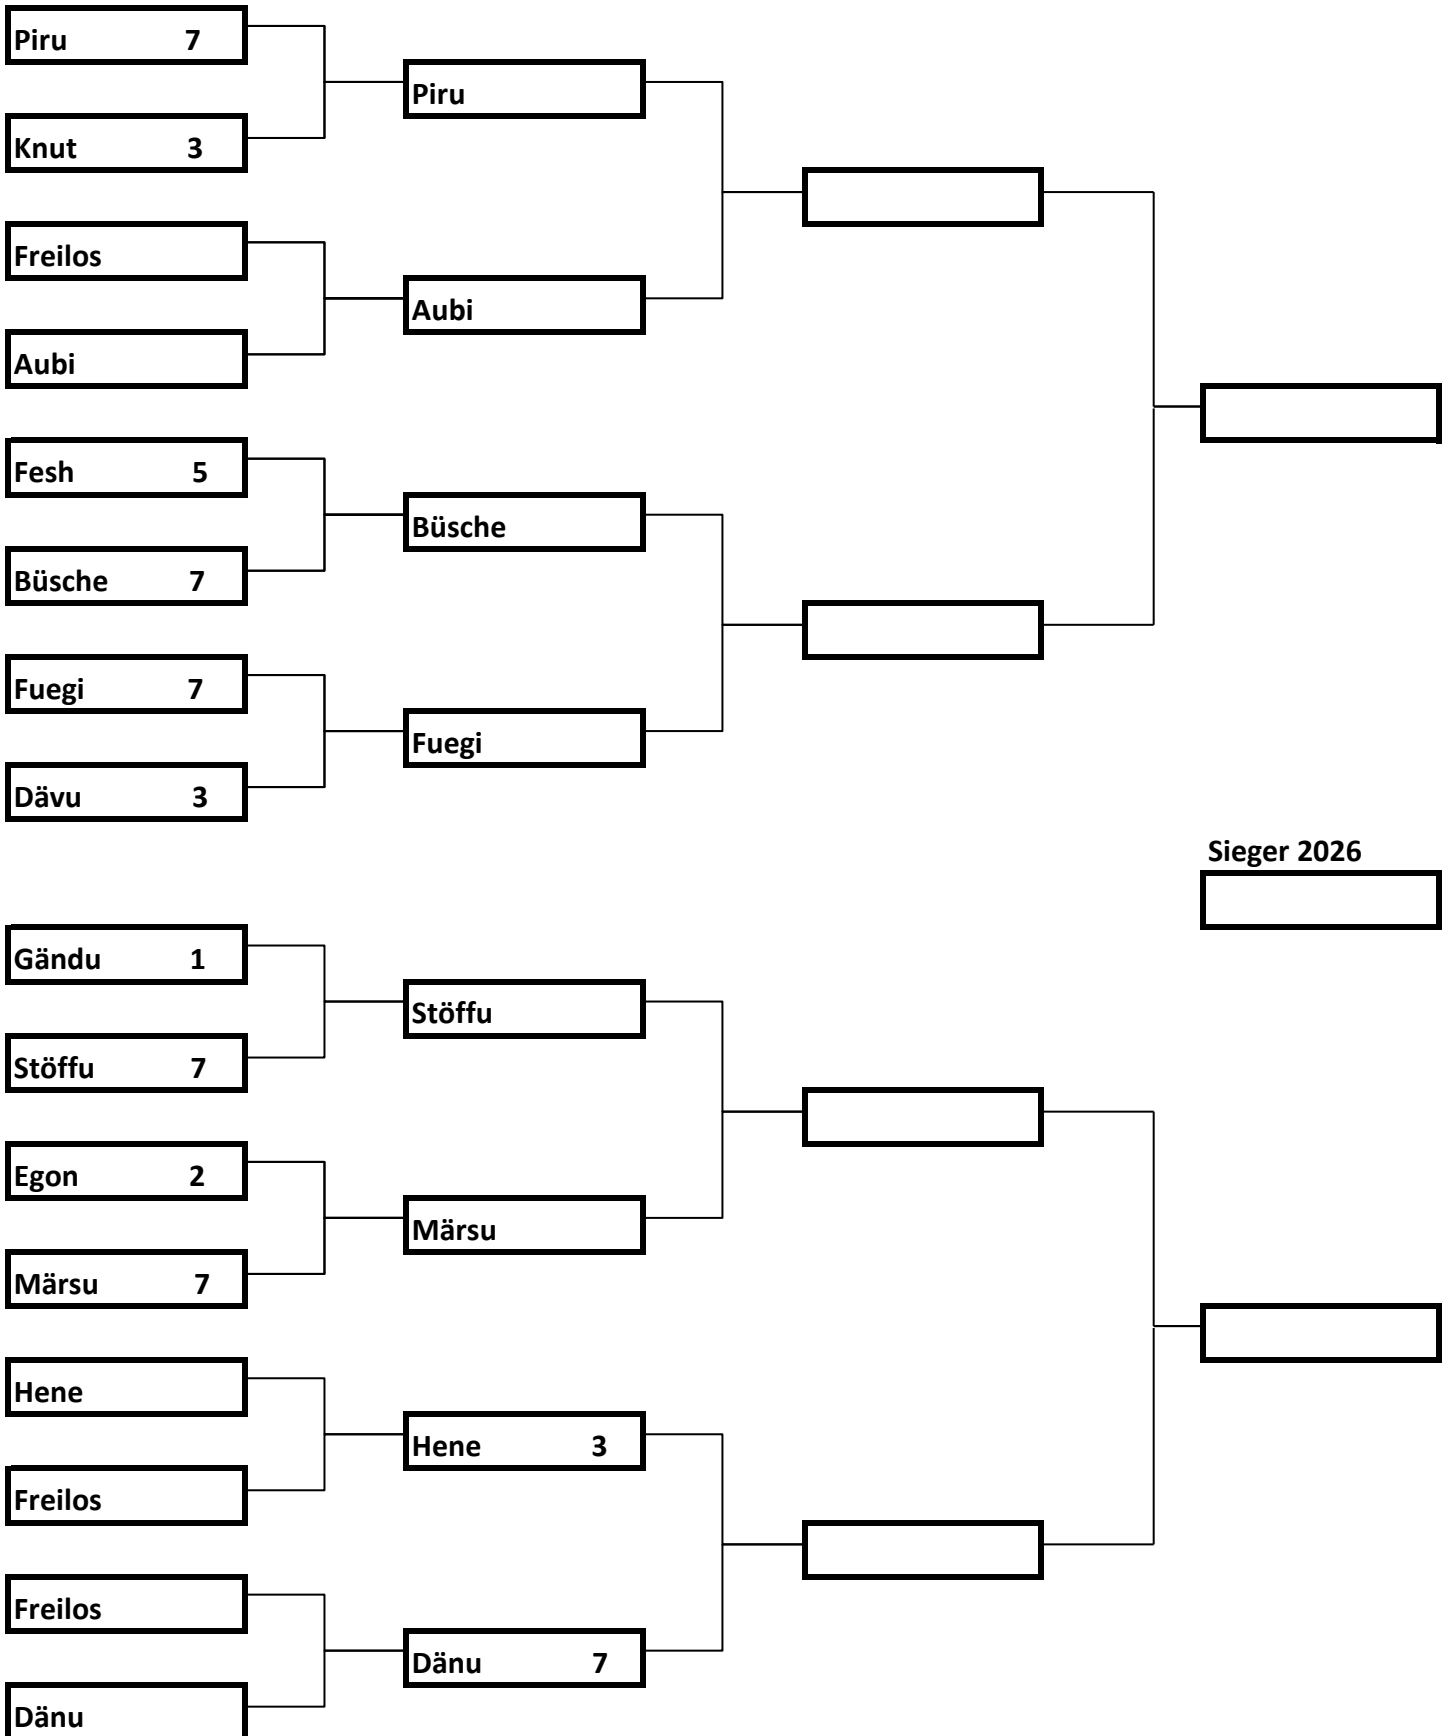 Piru 7
Knut 3
Freilos
Aubi
Fesh 5
Büsche 7
Fuegi 7
Dävu 3
Gändu 1
Stöffu 7
Egon 2
Märsu 7
Hene
Freilos
Freilos
Dänu
Piru
Aubi
Büsche
Fuegi
Stöffu
Märsu
Hene 3
Dänu 7
Sieger 2026